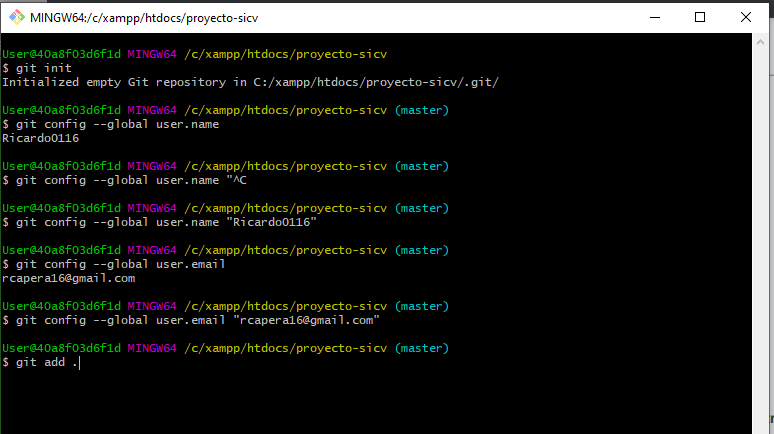 MINGW64:/c/xampp/htdocs/proyecto-sicv
User@40a8f03d6f1d MINGW64 /c/xampp/htdocs/proyecto-sicv
$ git init
Initialized empty Git repository in C:/xampp/htdocs/proyecto-sicv/.git/
User@40a8f03d6f1d MINGW64 /c/xampp/htdocs/proyecto-sicv (master)
$ git config --global user.name
Ricardo0116
User@40a8f03d6f1d MINGW64 /c/xampp/htdocs/proyecto-sicv (master)
$ git config --global user.name "^C
User@40a8f03d6f1d MINGW64 /c/xampp/htdocs/proyecto-sicv (master)
$ git config --global user.name "Ricardo0116"
User@40a8f03d6f1d MINGW64 /c/xampp/htdocs/proyecto-sicv (master)
$ git config --global user.email
rcapera16@gmail.com
User@40a8f03d6f1d MINGW64 /c/xampp/htdocs/proyecto-sicv (master)
$ git config --global user.email "rcapera16@gmail.com"
User@40a8f03d6f1d MINGW64 /c/xampp/htdocs/proyecto-sicv (master)
$ git add .